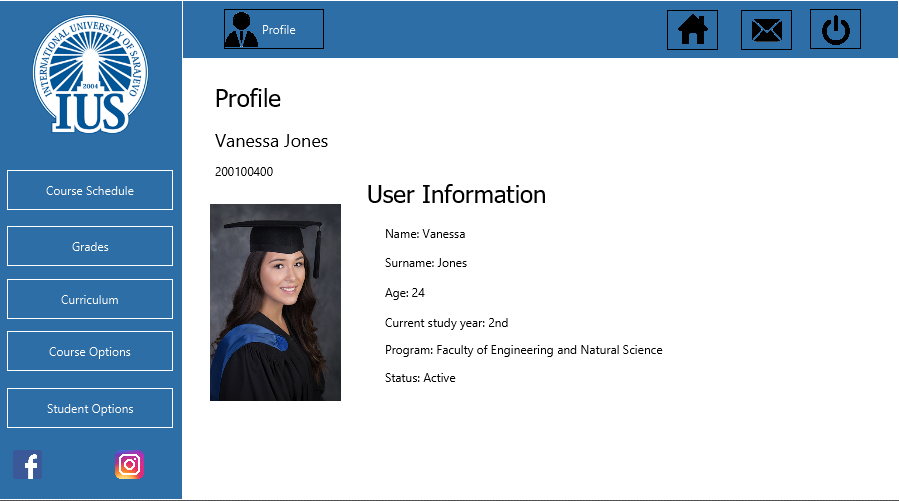 INTERNATIONAL UNIVERSITY OF SARAJEVO
2004
IUS
Profile
Course Schedule
Grades
Curriculum
Course Options
Student Options
f
Profile
Vanessa Jones
200100400
User Information
Name: Vanessa
Surname: Jones
Age: 24
Current study year: 2nd
Program: Faculty of Engineering and Natural Science
Status: Active